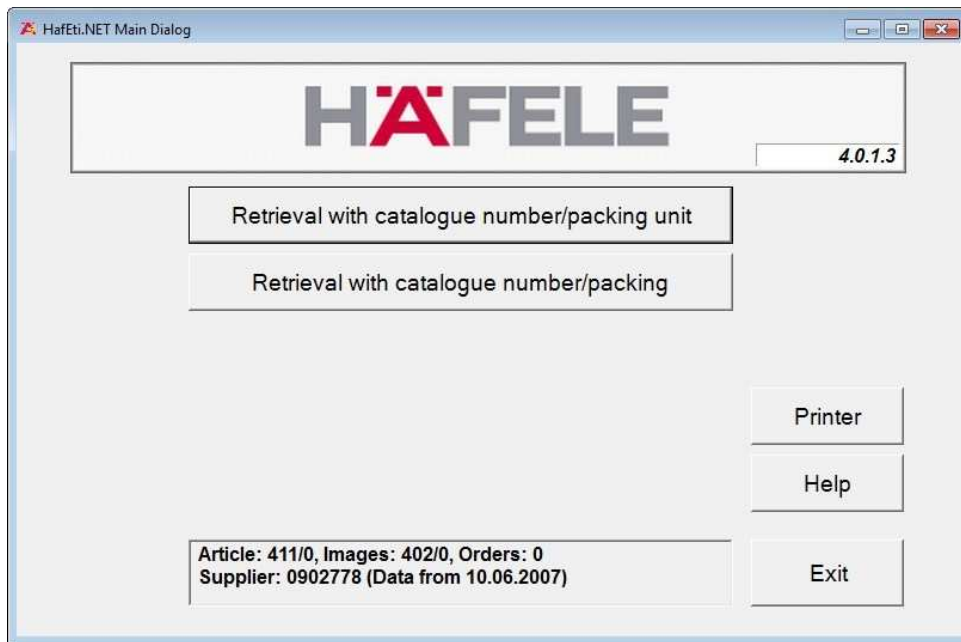 HafEti.NET Main Dialog
HÄFELE
4.0.1.3
Retrieval with catalogue number/packing unit
Retrieval with catalogue number/packing
Printer
Help
Article: 411/0, Images: 402/0, Orders: 0
Supplier: 0902778 (Data from 10.06.2007)
Exit